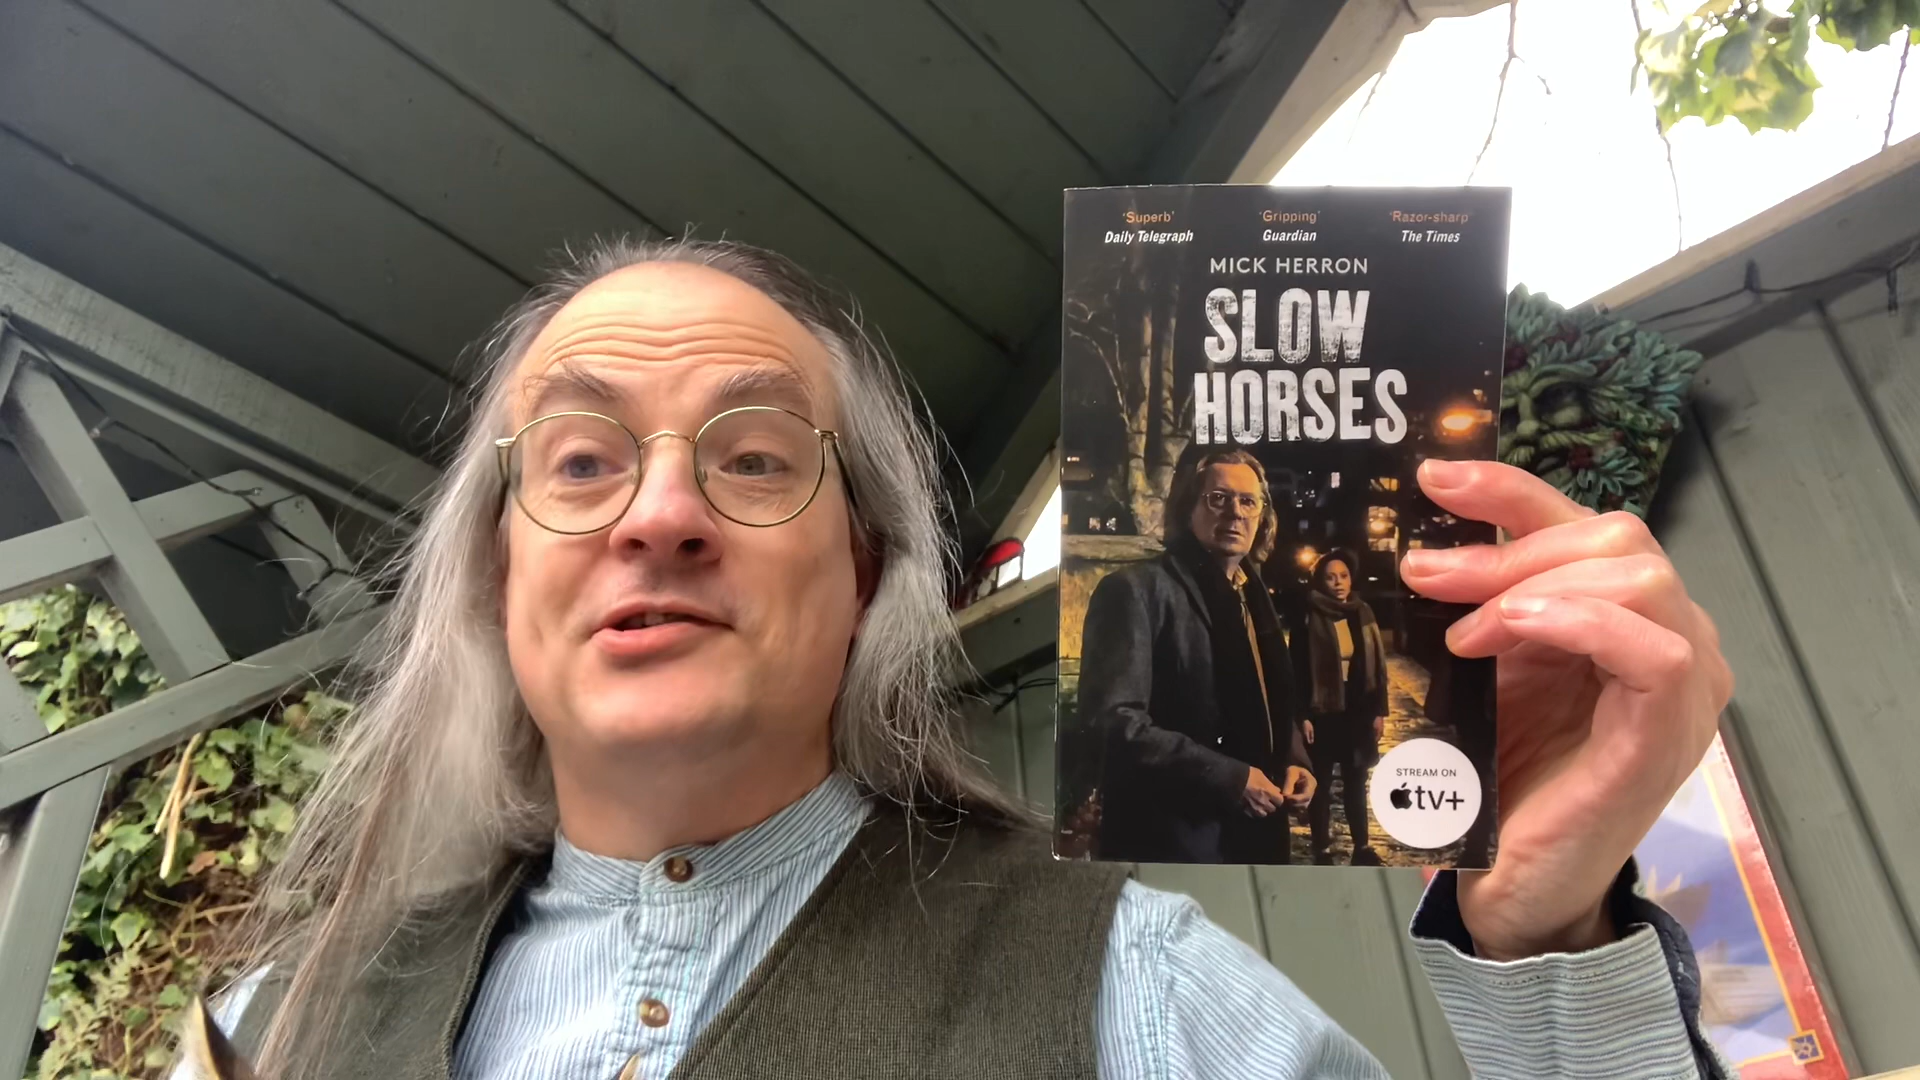 'Superb' 'Gripping' 'Razor-sharp'
Daily Telegraph Guardian The Times
MICK HERRON
SLOW
HORSES
STREAM ON
tv+